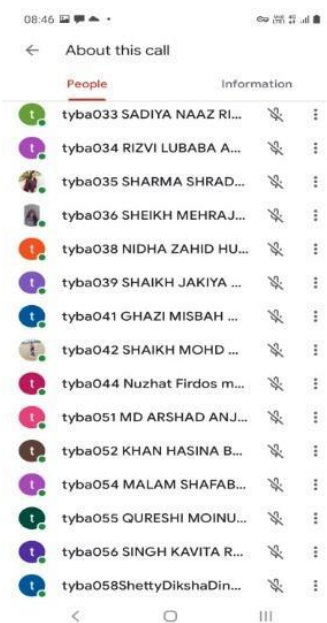 08:46
About this call
People Information
tyba033 SADIYA NAAZ RI...
tyba034 RIZVI LUBABA A...
tyba035 SHARMA SHRAD...
tyba036 SHEIKH MEHRAJ...
tyba038 NIDHA ZAHID HU...
tyba039 SHAIKH JAKIYA ...
tyba041 GHAZI MISBAH ...
tyba042 SHAIKH MOHD ...
tyba044 Nuzhat Firdos m...
tyba051 MD ARSHAD ANJ...
tyba052 KHAN HASINA B...
tyba054 MALAM SHAFAB...
tyba055 QURESHI MOINU...
tyba056 SINGH KAVITA R...
tyba058ShettyDikshaDin...